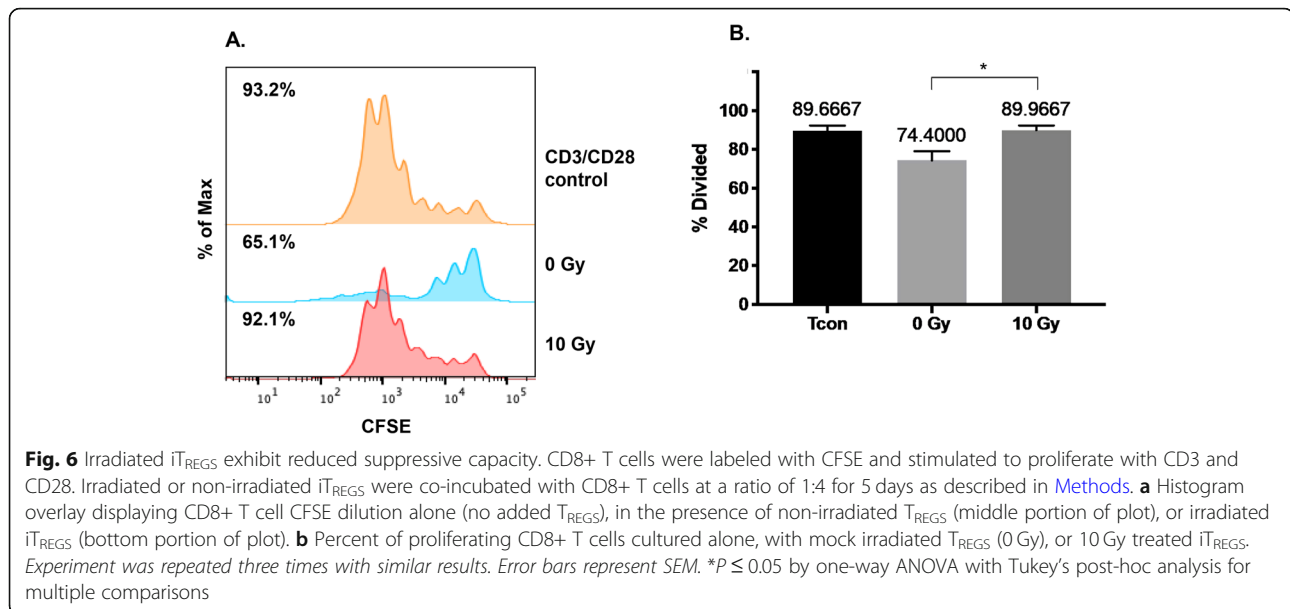 A.
93.2%
CD3/CD28
control
65.1%
0 Gy
92.1%
10 Gy
% of Max
10^1 10^2 10^3 10^4 10^5
CFSE
B.
*
89.6667 74.4000 89.9667
% Divided
100
80
60
40
20
0
Tcon 0 Gy 10 Gy
Fig. 6 Irradiated iT_REGS exhibit reduced suppressive capacity. CD8+ T cells were labeled with CFSE and stimulated to proliferate with CD3 and
CD28. Irradiated or non-irradiated iT_REGS were co-incubated with CD8+ T cells at a ratio of 1:4 for 5 days as described in Methods. a Histogram
overlay displaying CD8+ T cell CFSE dilution alone (no added T_REGS), in the presence of non-irradiated T_REGS (middle portion of plot), or irradiated
iT_REGS (bottom portion of plot). b Percent of proliferating CD8+ T cells cultured alone, with mock irradiated T_REGS (0 Gy), or 10 Gy treated iT_REGS.
Experiment was repeated three times with similar results. Error bars represent SEM. *P ≤ 0.05 by one-way ANOVA with Tukey's post-hoc analysis for
multiple comparisons